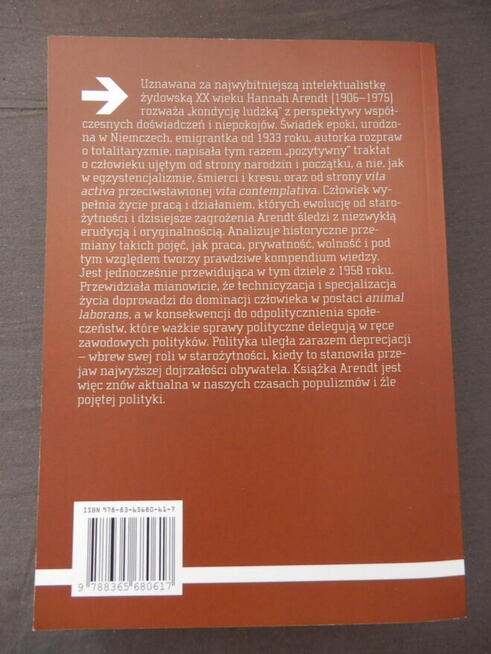 Uznawana za najwybitniejszą intelektualistkę
żydowską XX wieku Hannah Arendt (1906–1975)
rozważa „kondycję ludzką” z perspektywy współ-
czesnych doświadczeń i niepokojów. Świadek epoki, urodzo-
na w Niemczech, emigrantka od 1933 roku, autorka rozpraw
o totalitaryzmie, napisała tym razem „pozytywny” traktat
o człowieku ujętym od strony narodzin i początku, a nie, jak
w egzystencjalizmie, śmierci i kresu, oraz od strony vita
activa przeciwstawionej vita contemplativa. Człowiek wy-
pełnia życie pracą i działaniem, których ewolucję od staro-
żytności i dzisiejsze zagrożenia Arendt śledzi z niezwykłą
erudycją i oryginalnością. Analizuje historyczne prze-
miany takich pojęć, jak praca, prywatność, wolność i pod
tym względem tworzy prawdziwe kompendium wiedzy.
Jest jednocześnie przewidująca w tym dziele z 1958 roku.
Przewidziała mianowicie, że technicyzacja i specjalizacja
życia doprowadzi do dominacji człowieka w postaci animal
laborans, a w konsekwencji do odpolitycznienia społe-
czeństw, które ważkie sprawy polityczne delegują w ręce
zawodowych polityków. Polityka uległa zarazem deprecjacji
– wbrew swej roli w starożytności, kiedy to stanowiła prze-
jaw najwyższej dojrzałości obywatela. Książka Arendt jest
więc znów aktualna w naszych czasach populizmów i źle
pojętej polityki.
ISBN 978-83-65680-61-7
9 788365 680617